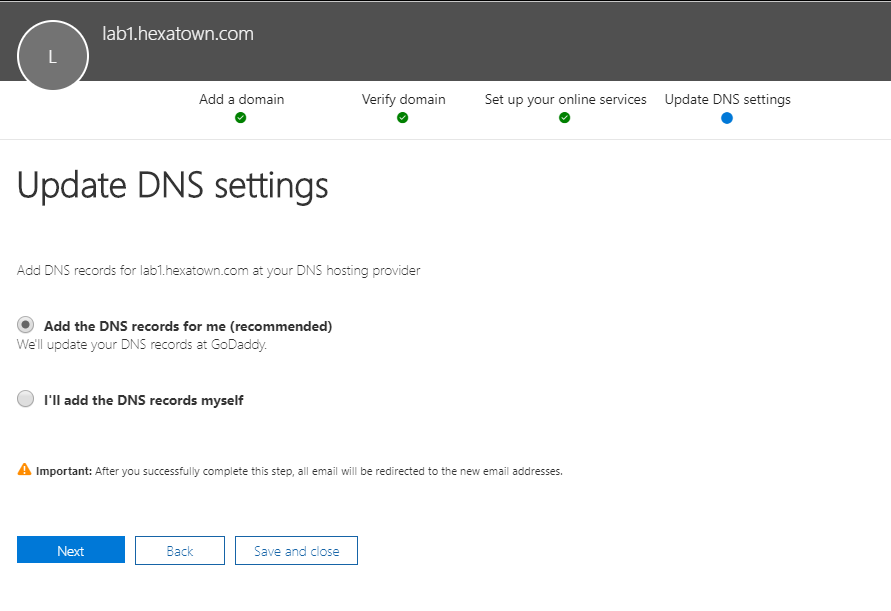 lab1.hexatown.com
L
Add a domain
Verify domain
Set up your online services
Update DNS settings
Update DNS settings
Add DNS records for lab1.hexatown.com at your DNS hosting provider
Add the DNS records for me (recommended)
We'll update your DNS records at GoDaddy.
I'll add the DNS records myself
Important: After you successfully complete this step, all email will be redirected to the new email addresses.
Next
Back
Save and close